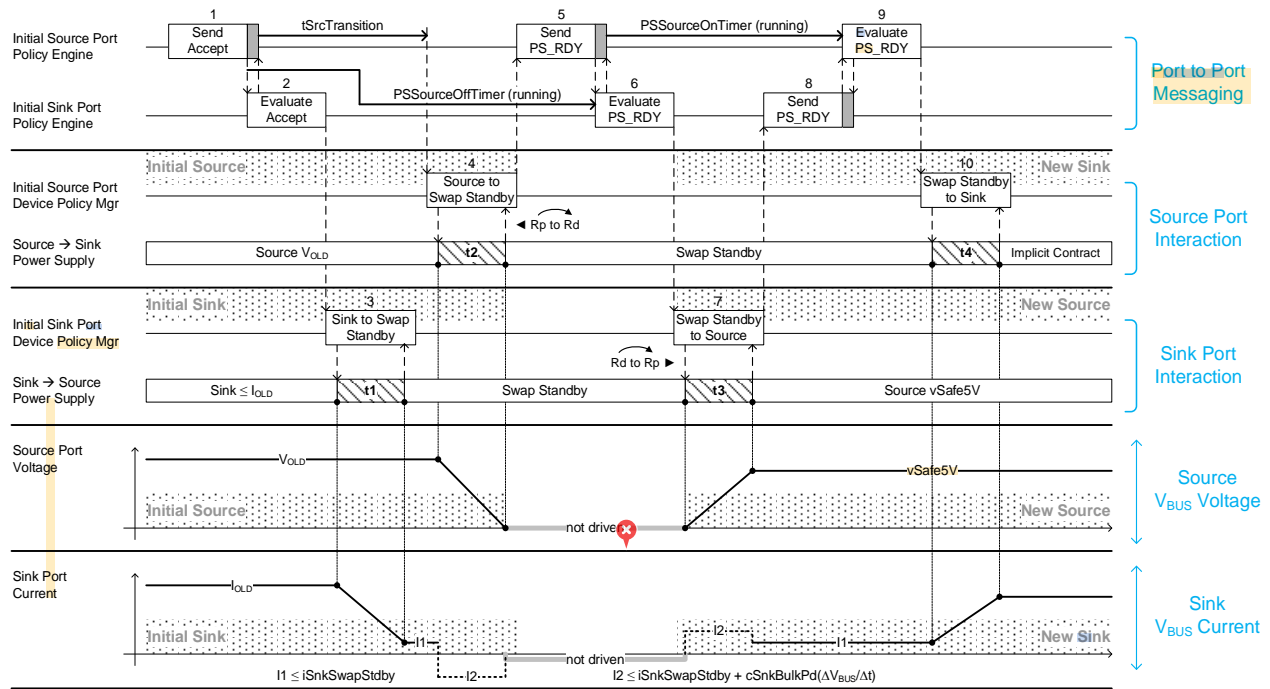 1
5
9
Initial Source Port
Policy Engine
Send
Accept
tSrcTransition
Send
PS_RDY
PSSourceOnTimer (running)
Evaluate
PS_RDY
Port to Port
Messaging
2
6
8
Initial Sink Port
Policy Engine
Evaluate
Accept
PSSourceOffTimer (running)
Evaluate
PS_RDY
Send
PS_RDY
Initial Source
New Sink
4
10
Initial Source Port
Device Policy Mgr
Source to
Swap Standby
Swap Standby
to Sink
Rp to Rd
Source Port
Interaction
Source → Sink
Power Supply
Source VOLD
t2
Swap Standby
t4
Implicit Contract
Initial Sink
New Source
3
7
Initial Sink Port
Device Policy Mgr
Sink to Swap
Standby
Swap Standby
to Source
Rd to Rp
Sink Port
Interaction
Sink → Source
Power Supply
Sink ≤ IOLD
t1
Swap Standby
t3
Source vSafe5V
Source Port
Voltage
VOLD
vSafe5V
Source
VBUS Voltage
Initial Source
New Source
not driven
Sink Port
Current
IOLD
Sink
VBUS Current
Initial Sink
I1
I2
I1
New Sink
not driven
I2
I1 ≤ iSnkSwapStdby
I2 ≤ iSnkSwapStdby + cSnkBulkPd(ΔVBUS/Δt)